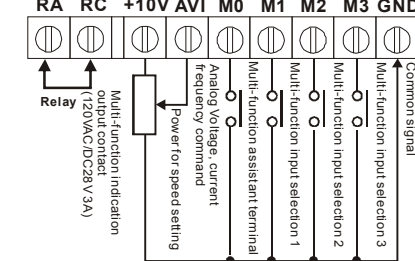 RA RC +10V AVI M0 M1 M2 M3 GND
Relay
Multi-function indication
output contact
(120VAC/DC28V 3A)
Power for speed setting
Analog Voltage, current
frequency command
Multi-function assistant terminal
Multi-function input selection 1
Multi-function input selection 2
Multi-function input selection 3
Common signal